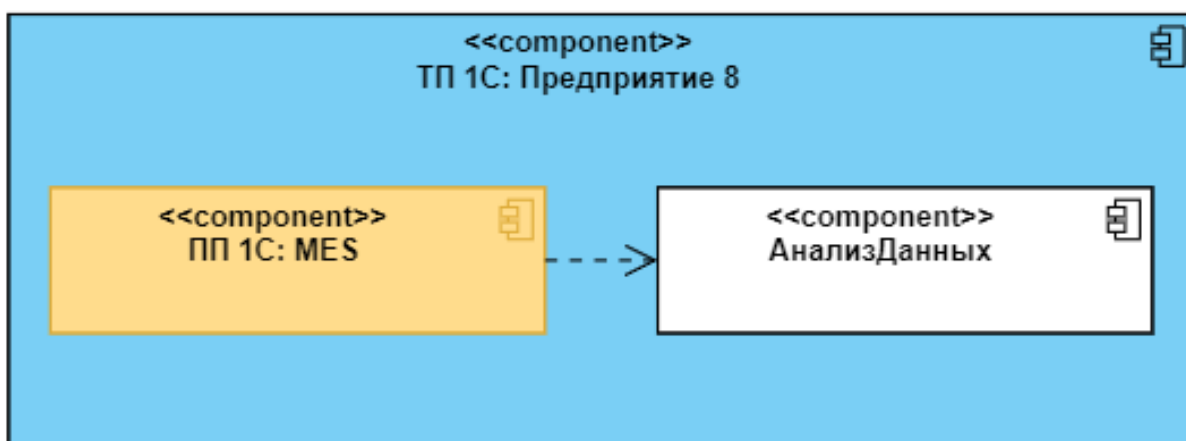 <<component>>
ТП 1С: Предприятие 8
<<component>>
ПП 1С: MES
<<component>>
АнализДанных